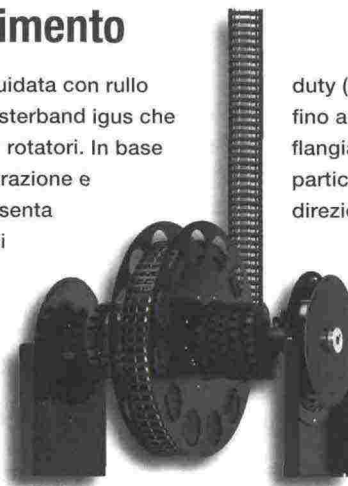 imento
uidata con rullo
sterband igus che
rotatori. In base
razione e
senta
i
duty (
fino a
flangia
partic
direzio